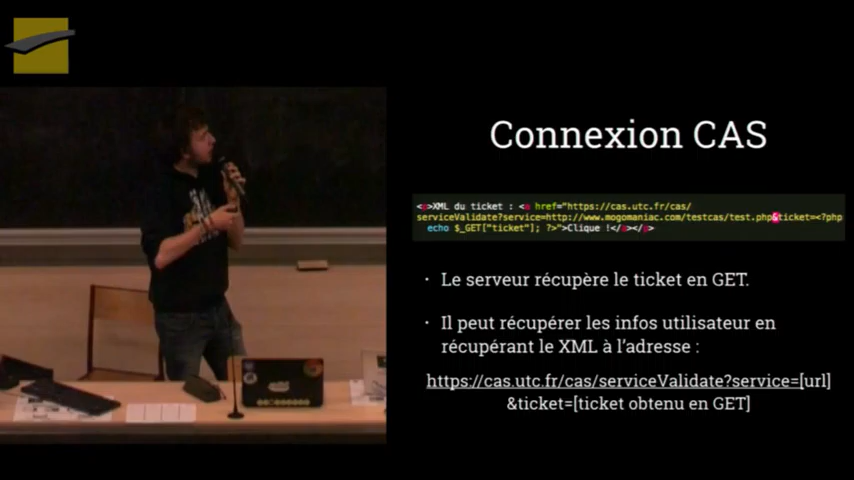 Connexion CAS
<p>XML du ticket : <a href="https://cas.utc.fr/cas/
serviceValidate?service=http://www.mogomaniac.com/testcas/test.php&ticket=<?php
echo $_GET["ticket"]; ?>">Clique !</a></p>
· Le serveur récupère le ticket en GET.
· Il peut récupérer les infos utilisateur en
récupérant le XML à l'adresse :
https://cas.utc.fr/cas/serviceValidate?service=[url]
&ticket=[ticket obtenu en GET]